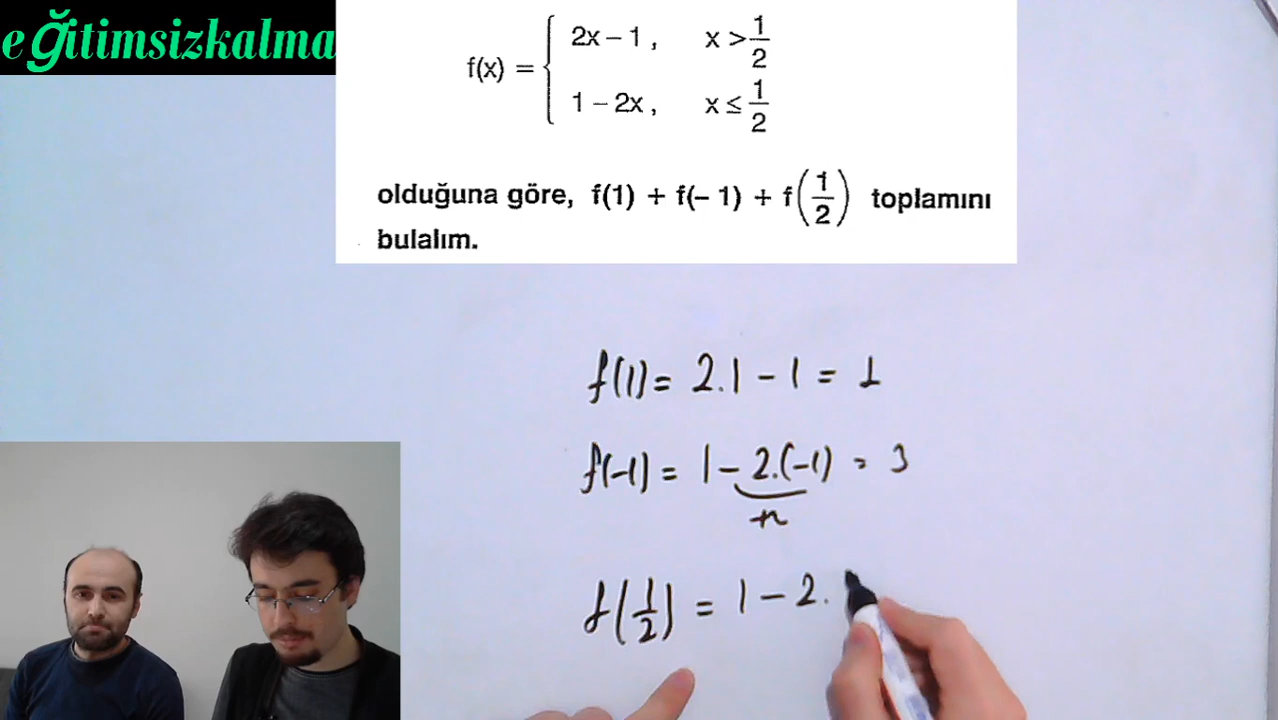 eğitimsizkalma
f(x) = { 2x – 1 , x > 1/2
1 – 2x , x ≤ 1/2
olduğuna göre, f(1) + f(– 1) + f(1/2) toplamını
bulalım.
f(1) = 2.1 - 1 = 1
f(-1) = 1 - 2.(-1) = 3
f(1/2) = 1 - 2.